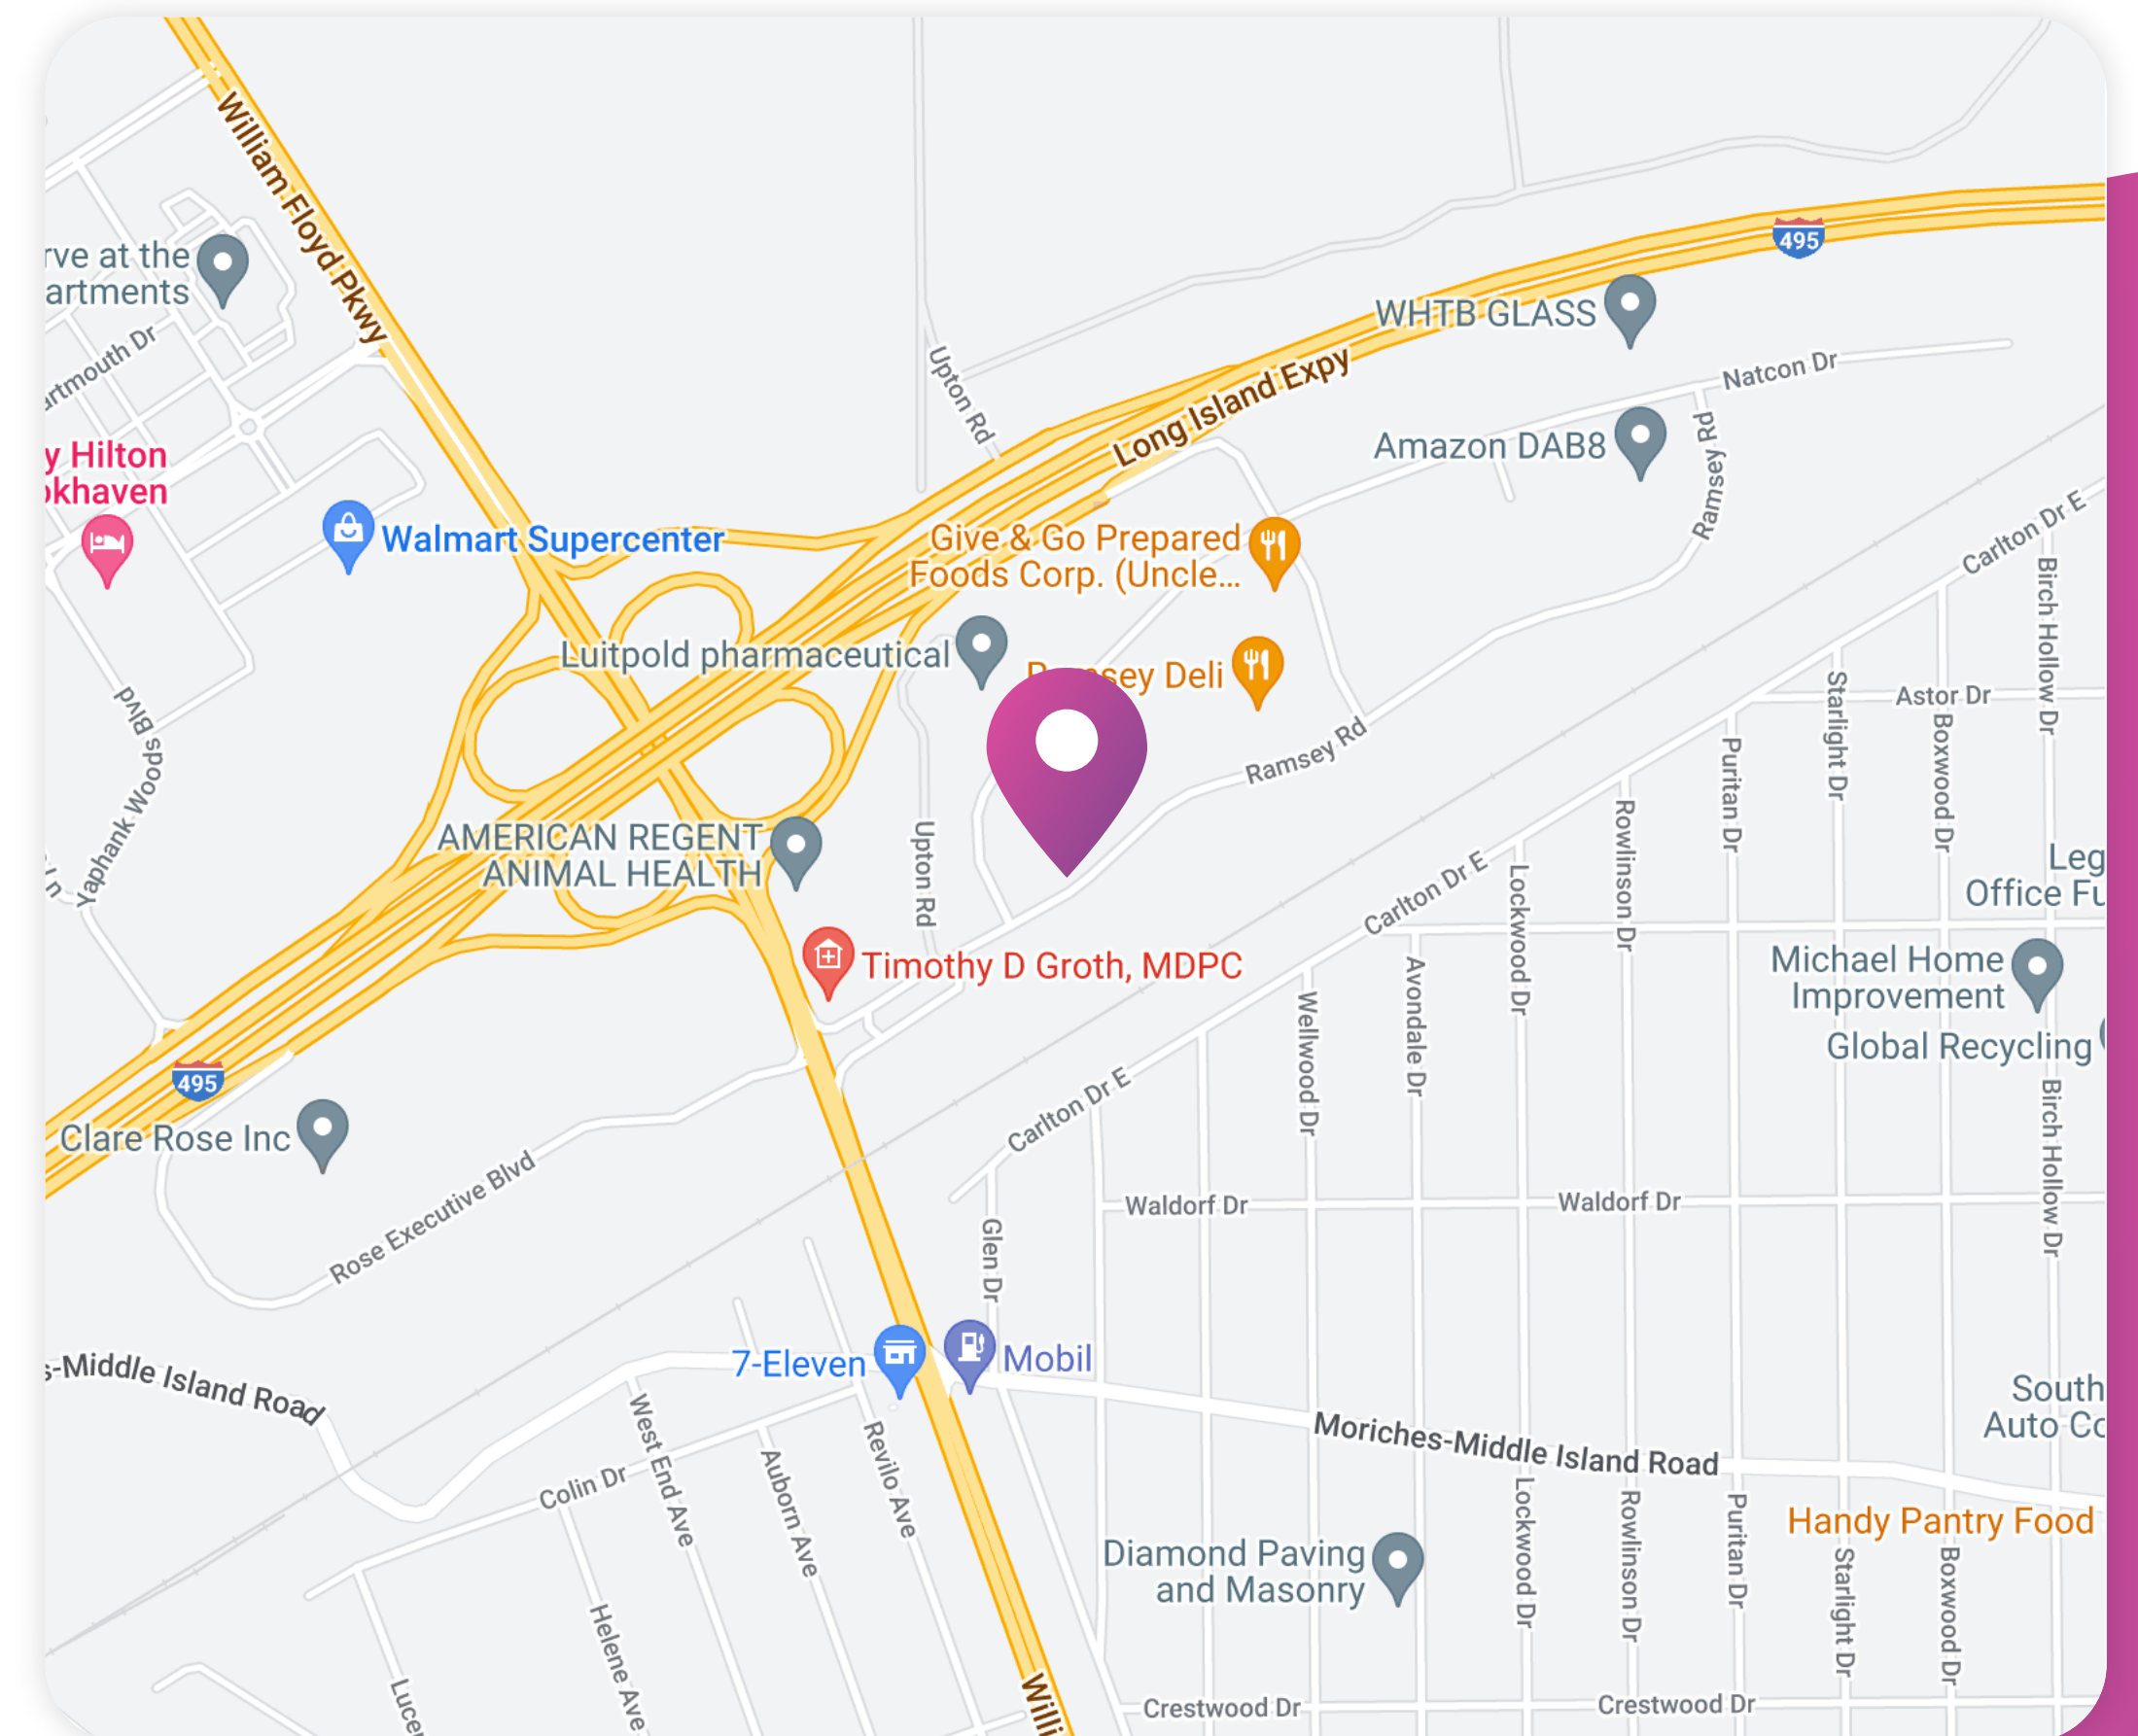 William Floyd Pkwy
495
rve at the
artments
WHTB GLASS
Upton Rd
Long Island Expy
Natcon Dr
artmouth Dr
Amazon DAB8
Ramsey Rd
y Hilton
okhaven
Carlton Dr E
Walmart Supercenter
Give & Go Prepared
Foods Corp. (Uncle...
Birch Hollow Dr
Luitpold pharmaceutical
sey Deli
Astor Dr
Starlight Dr
Boxwood Dr
Yaphank Woods Blvd
Ramsey Rd
Puritan Dr
Rowlinson Dr
AMERICAN REGENT
ANIMAL HEALTH
Upton Rd
Ln
Carlton Dr E
Lockwood Dr
Leg
Office Fu
Timothy D Groth, MDPC
Avondale Dr
Michael Home
Improvement
Wellwood Dr
Global Recycling
495
Carlton Dr E
Clare Rose Inc
Birch Hollow Dr
Rose Executive Blvd
Waldorf Dr
Waldorf Dr
Glen Dr
7-Eleven
Mobil
s-Middle Island Road
South
Auto Co
West End Ave
Revilo Ave
Moriches-Middle Island Road
Colin Dr
Auborn Ave
Lockwood Dr
Rowlinson Dr
Puritan Dr
Handy Pantry Food
Diamond Paving
and Masonry
Starlight Dr
Boxwood Dr
Helene Ave
Lucer
Willi
Crestwood Dr
Crestwood Dr